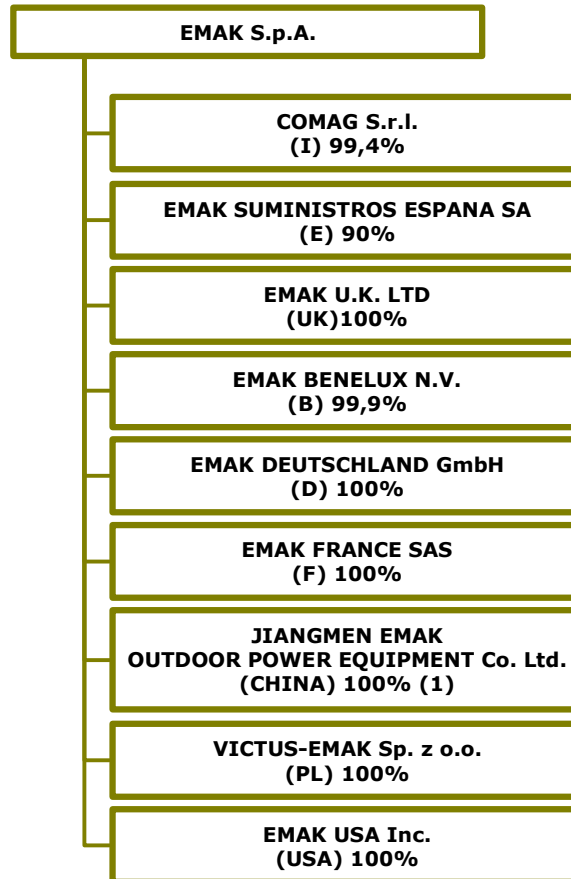 EMAK S.p.A.
COMAG S.r.l.
(I) 99,4%
EMAK SUMINISTROS ESPANA SA
(E) 90%
EMAK U.K. LTD
(UK)100%
EMAK BENELUX N.V.
(B) 99,9%
EMAK DEUTSCHLAND GmbH
(D) 100%
EMAK FRANCE SAS
(F) 100%
JIANGMEN EMAK
OUTDOOR POWER EQUIPMENT Co. Ltd.
(CHINA) 100% (1)
VICTUS-EMAK Sp. z o.o.
(PL) 100%
EMAK USA Inc.
(USA) 100%